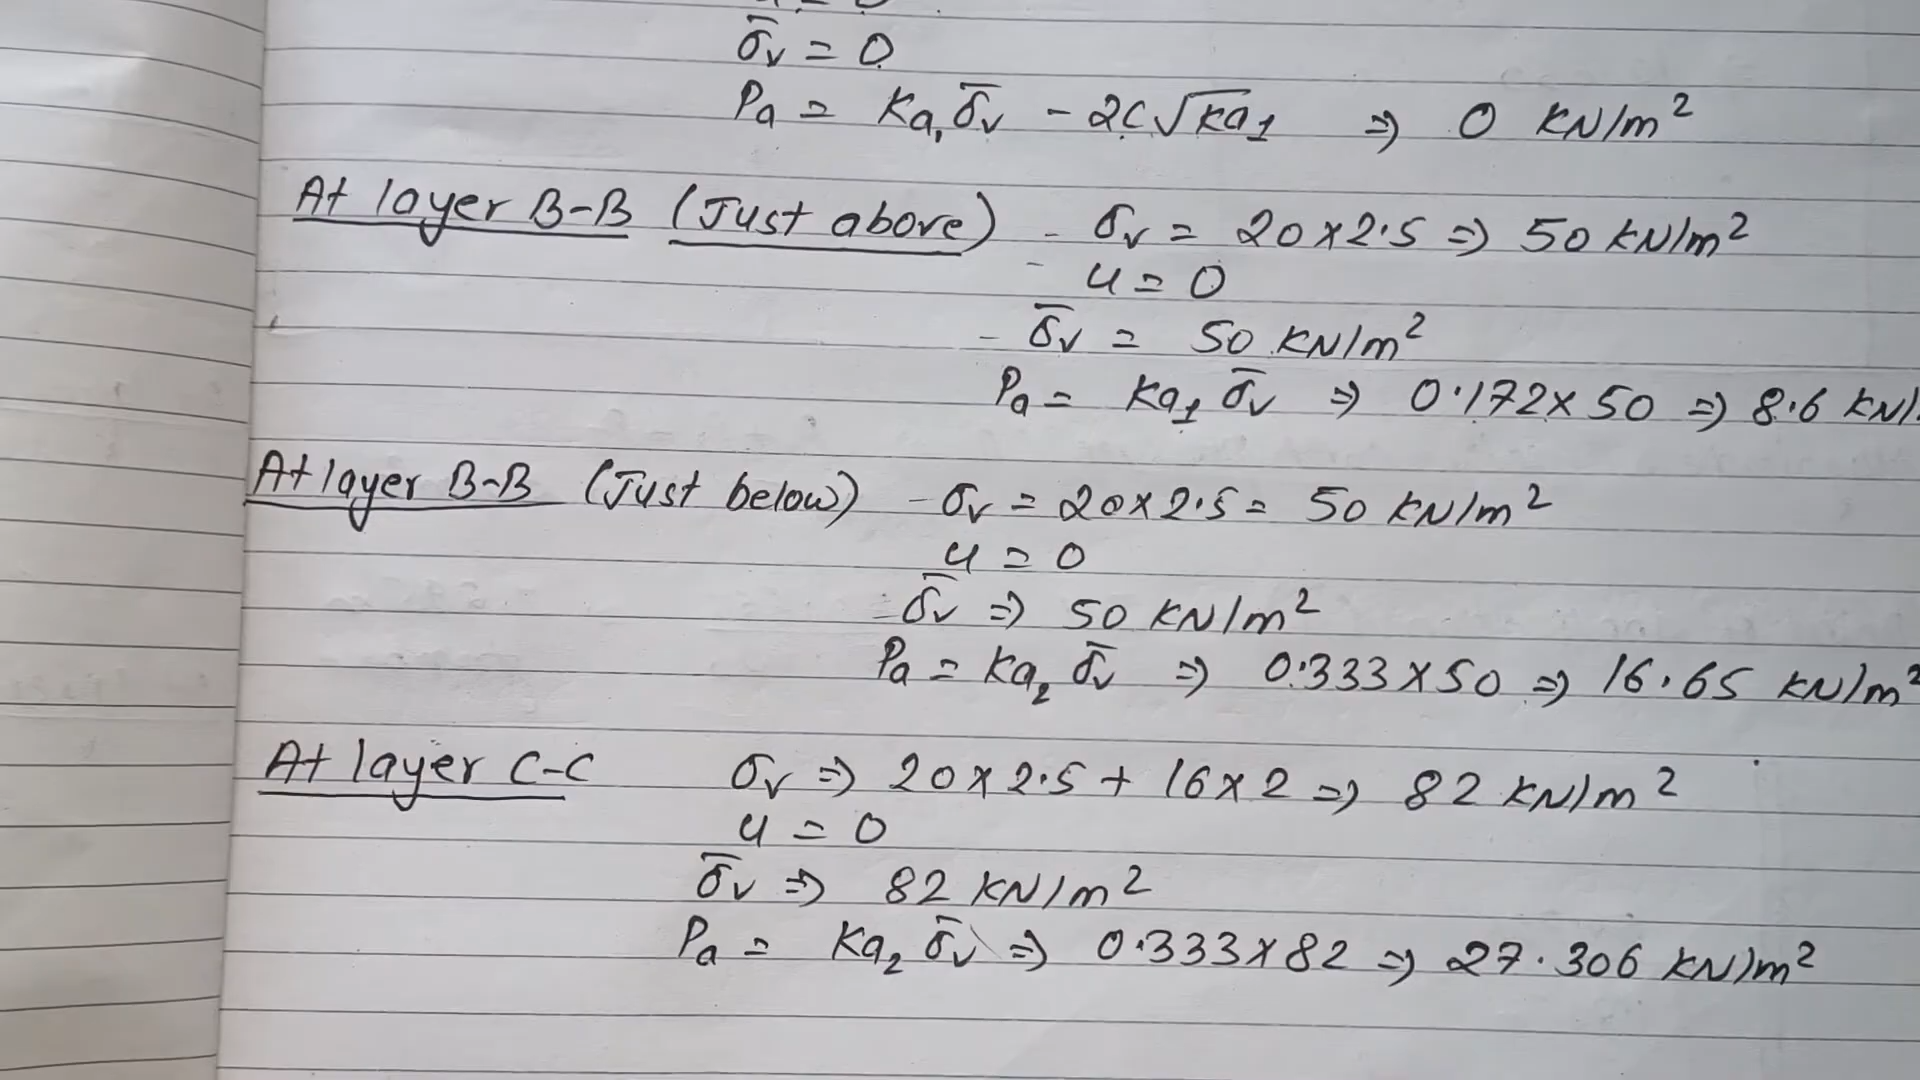 σ̄v = 0
Pa = Ka₁ σ̄v - 2C√ka1 ⇒ 0 KN/m²
At layer B-B (Just above) - σv = 20×2.5 ⇒ 50 KN/m²
- u = 0
- σ̄v = 50 KN/m²
Pa = Ka1 σ̄v ⇒ 0.172×50 ⇒ 8.6 KN/
At layer B-B (Just below) - σv = 20×2.5 = 50 KN/m²
u = 0
- σ̄v ⇒ 50 KN/m²
Pa = Ka₂ σ̄v ⇒ 0.333×50 ⇒ 16.65 KN/m²
At layer C-C σv ⇒ 20×2.5 + 16×2 ⇒ 82 KN/m²
u = 0
σ̄v ⇒ 82 KN/m²
Pa = Ka₂ σ̄v ⇒ 0.333×82 ⇒ 27.306 KN/m²